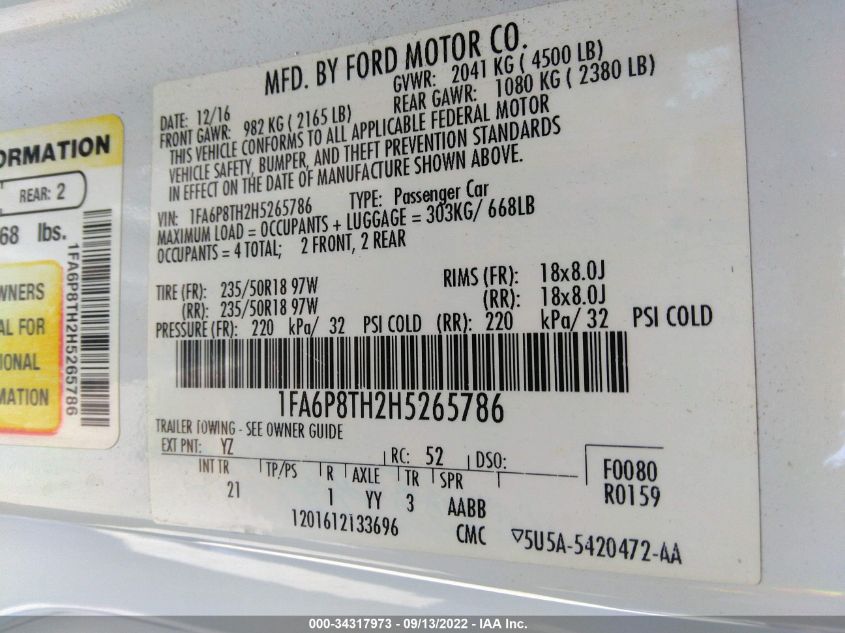 MFD. BY FORD MOTOR CO.
DATE: 12/16 GVWR: 2041 KG ( 4500 LB)
FRONT GAWR: 982 KG ( 2165 LB) REAR GAWR: 1080 KG ( 2380 LB)
THIS VEHICLE CONFORMS TO ALL APPLICABLE FEDERAL MOTOR
VEHICLE SAFETY, BUMPER, AND THEFT PREVENTION STANDARDS
IN EFFECT ON THE DATE OF MANUFACTURE SHOWN ABOVE.
VIN: 1FA6P8TH2H5265786 TYPE: Passenger Car
MAXIMUM LOAD = OCCUPANTS + LUGGAGE = 303KG/ 668LB
OCCUPANTS = 4 TOTAL; 2 FRONT, 2 REAR
TIRE (FR): 235/50R18 97W RIMS (FR): 18x8.0J
(RR): 235/50R18 97W (RR): 18x8.0J
PRESSURE (FR): 220 kPa/ 32 PSI COLD (RR): 220 kPa/ 32 PSI COLD
1FA6P8TH2H5265786
TRAILER TOWING - SEE OWNER GUIDE
EXT PNT: YZ RC: 52 DSO:
INT TR TP/PS R AXLE TR SPR
21 1 YY 3 AABB
F0080
R0159
1201612133696 CMC ▽5U5A-5420472-AA
ORMATION
REAR: 2
68 lbs.
WNERS
AL FOR
IONAL
MATION
1FA6P8TH2H5265786
000-34317973 - 09/13/2022 - IAA Inc.